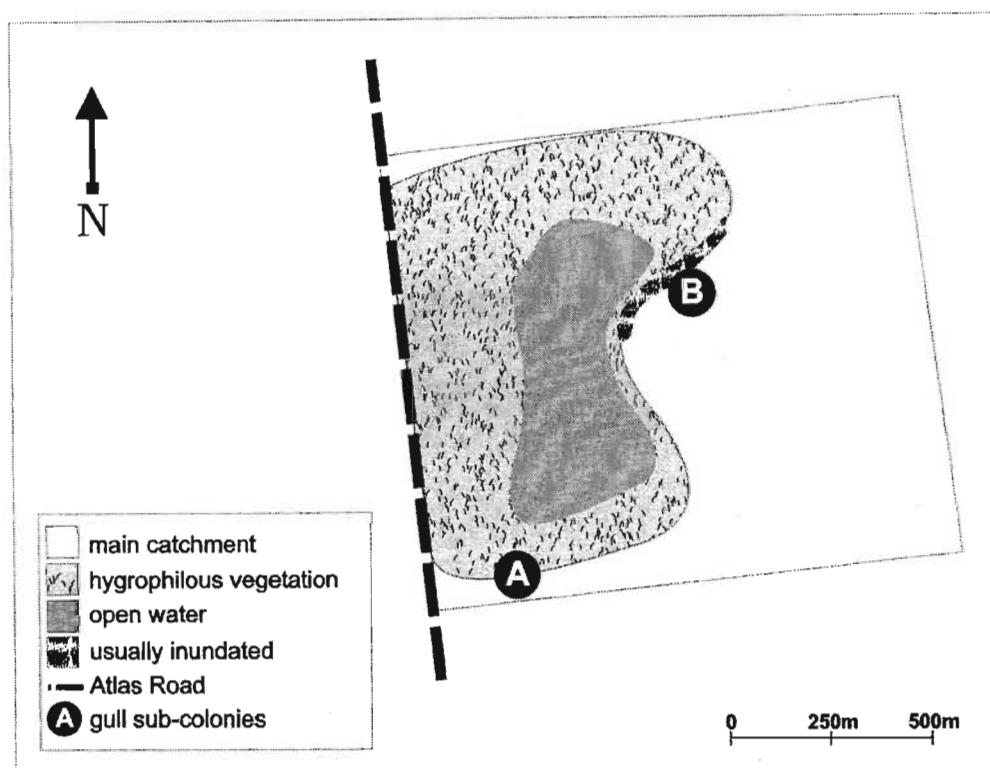 N
B
A
main catchment
hygrophilous vegetation
open water
usually inundated
Atlas Road
A gull sub-colonies
0 250m 500m